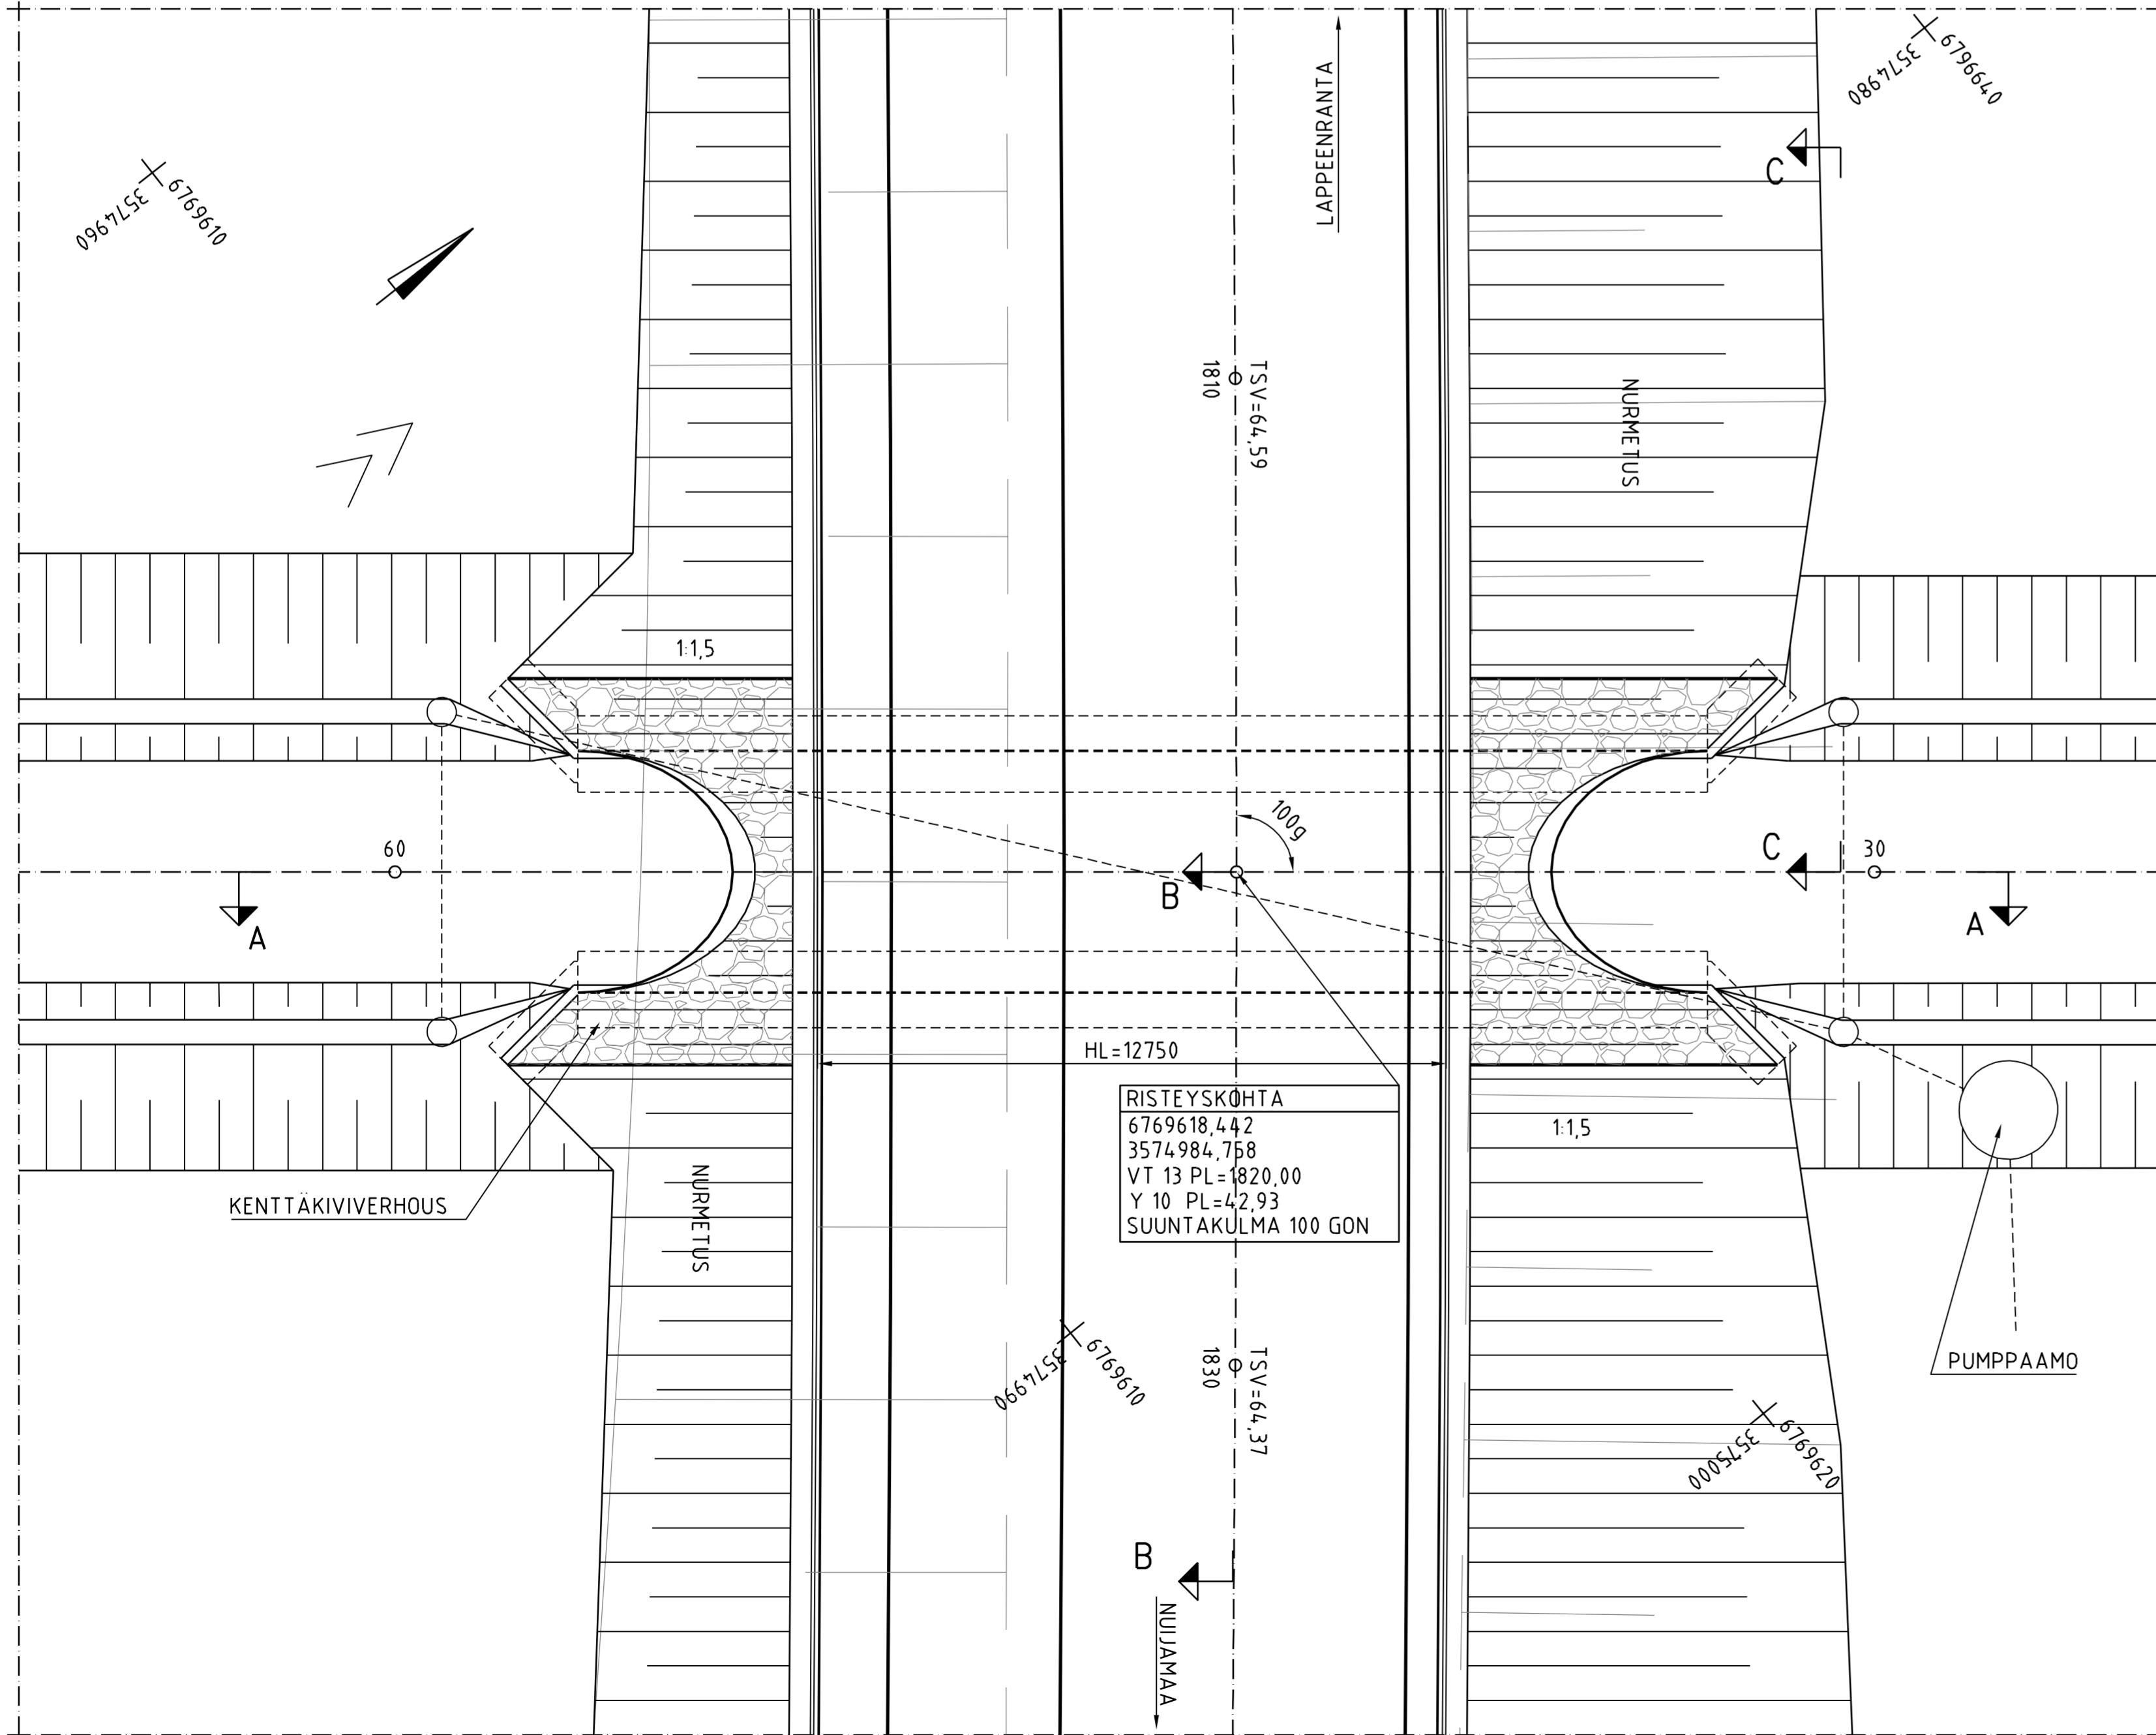 LAPPEENRANTA
6799640
3574980
C
6769610
3574960
1810
TSV=64,59
NURMETUS
1:1,5
100g
60
B
C
30
A
A
HL=12750
RISTEYSKOHTA
6769618,442
3574984,758
VT 13 PL=1820,00
Y 10 PL=42,93
SUUNTAKULMA 100 GON
1:1,5
KENTTÄKIVIVERHOUS
NURMETUS
6769610
3574990
1830
TSV=64,37
PUMPPAAMO
6769620
3575000
B
NUIJAMAA